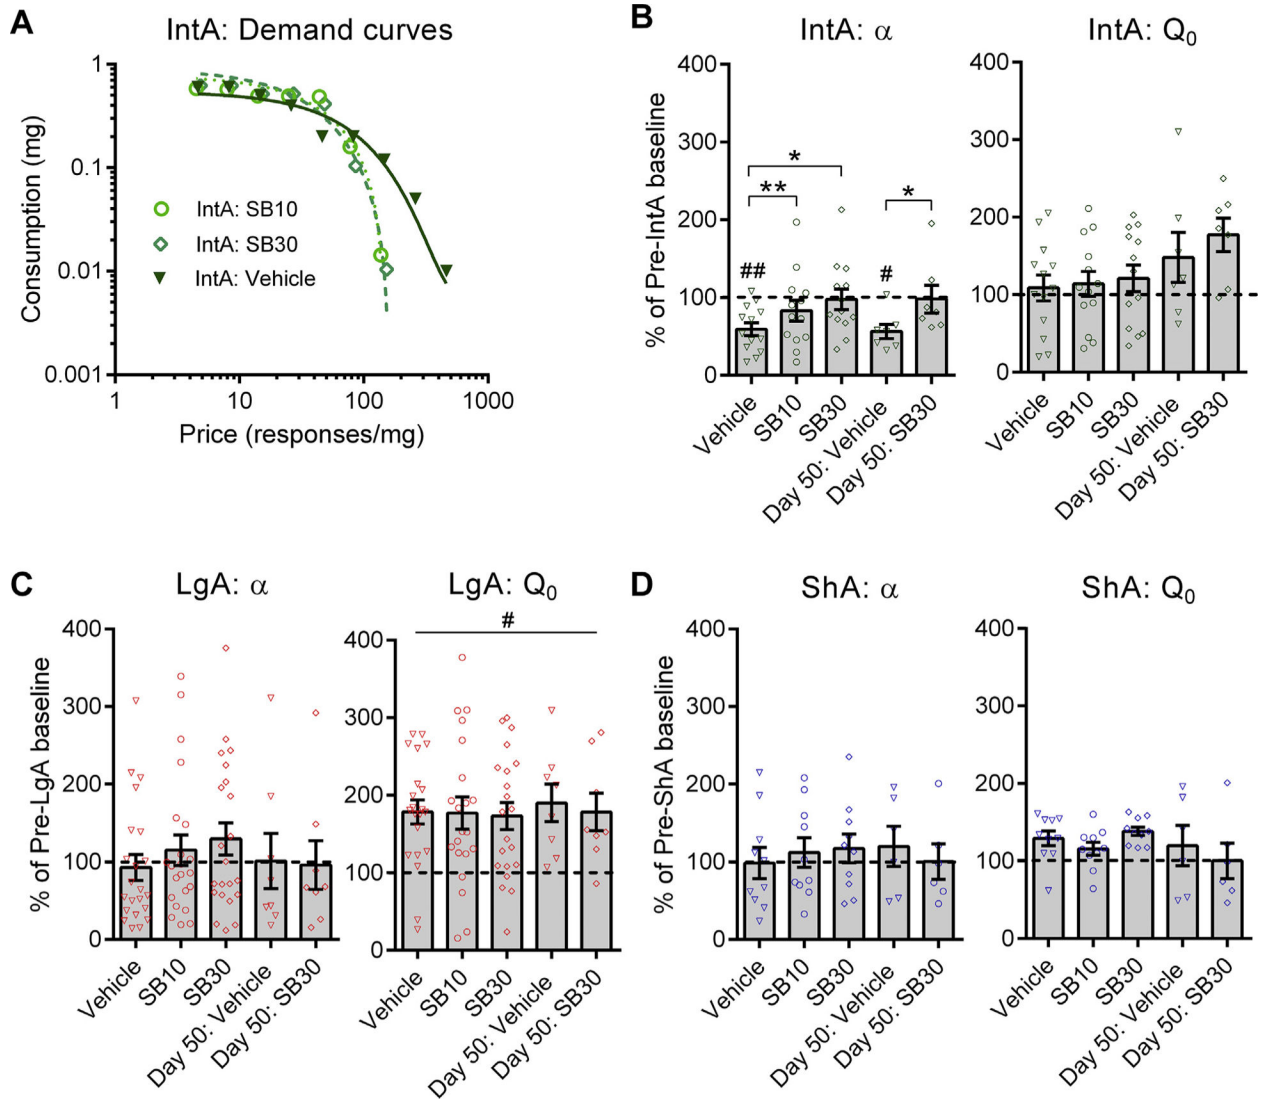 A
IntA: Demand curves
Consumption (mg)
1
0.1
0.01
0.001
IntA: SB10
IntA: SB30
IntA: Vehicle
1
10
100
1000
Price (responses/mg)
B
IntA: α
% of Pre-IntA baseline
400
300
200
100
0
*
**
*
##
#
Vehicle
SB10
SB30
Day 50: Vehicle
Day 50: SB30
IntA: Q0
400
300
200
100
0
Vehicle
SB10
SB30
Day 50: Vehicle
Day 50: SB30
C
LgA: α
% of Pre-LgA baseline
400
300
200
100
0
Vehicle
SB10
SB30
Day 50: Vehicle
Day 50: SB30
LgA: Q0
#
400
300
200
100
0
Vehicle
SB10
SB30
Day 50: Vehicle
Day 50: SB30
D
ShA: α
% of Pre-ShA baseline
400
300
200
100
0
Vehicle
SB10
SB30
Day 50: Vehicle
Day 50: SB30
ShA: Q0
400
300
200
100
0
Vehicle
SB10
SB30
Day 50: Vehicle
Day 50: SB30